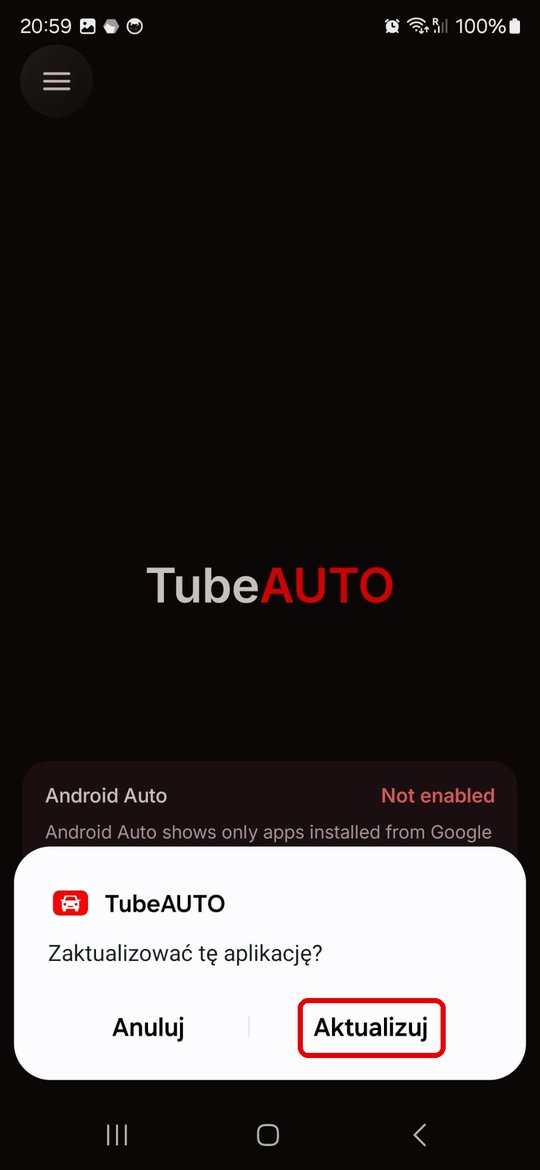 20:59
100%
TubeAUTO
Android Auto
Not enabled
Android Auto shows only apps installed from Google
TubeAUTO
Zaktualizować tę aplikację?
Anuluj
Aktualizuj